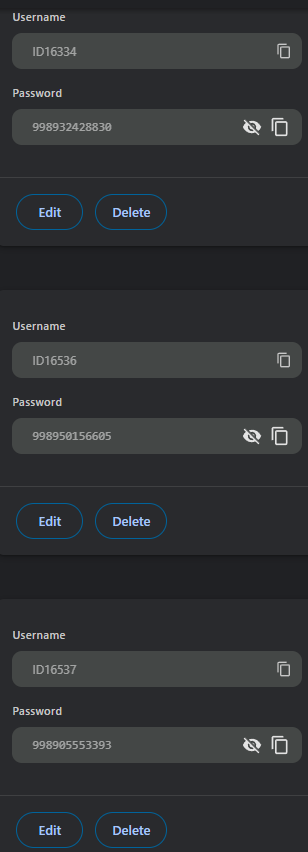 Username
ID16334
Password
998932428830
Edit Delete
Username
ID16536
Password
998950156605
Edit Delete
Username
ID16537
Password
998905553393
Edit Delete